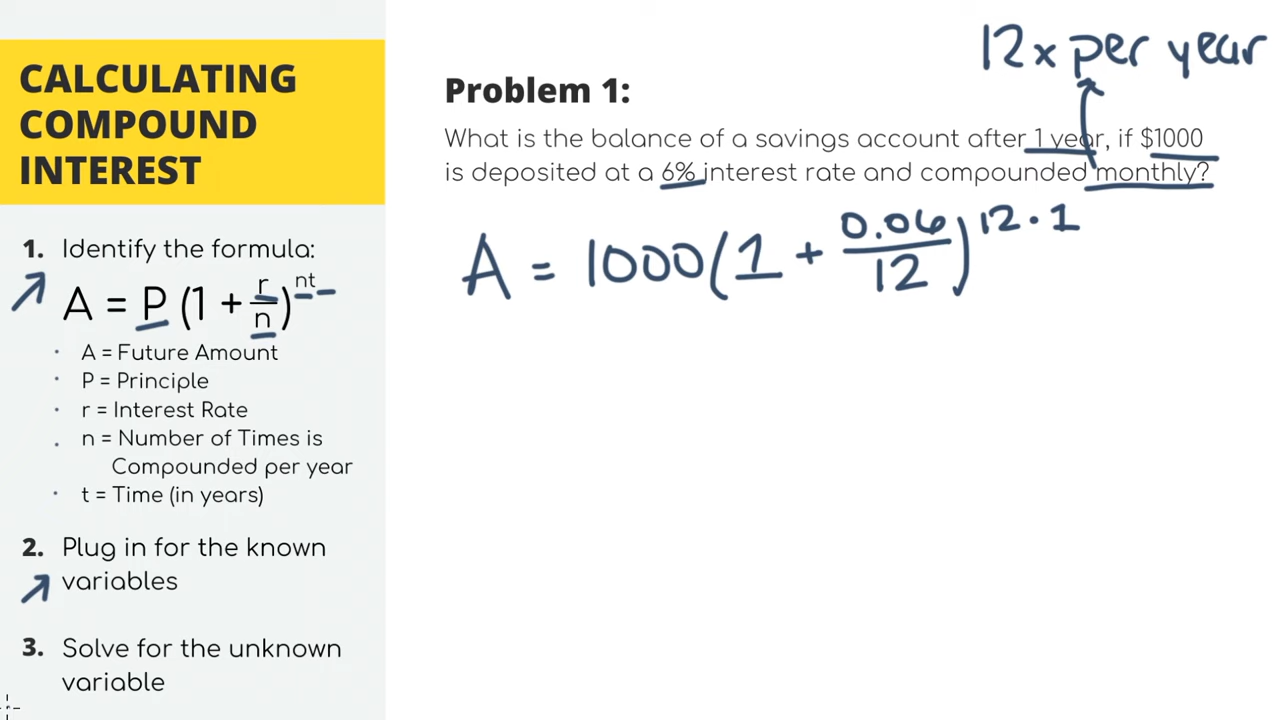 CALCULATING
COMPOUND
INTEREST
1. Identify the formula:
A = P (1 + r/n)^nt
· A = Future Amount
· P = Principle
· r = Interest Rate
· n = Number of Times is
Compounded per year
· t = Time (in years)
2. Plug in for the known
variables
3. Solve for the unknown
variable
12x per year
Problem 1:
What is the balance of a savings account after 1 year, if $1000
is deposited at a 6% interest rate and compounded monthly?
A = 1000(1 + 0.06/12)^12·1